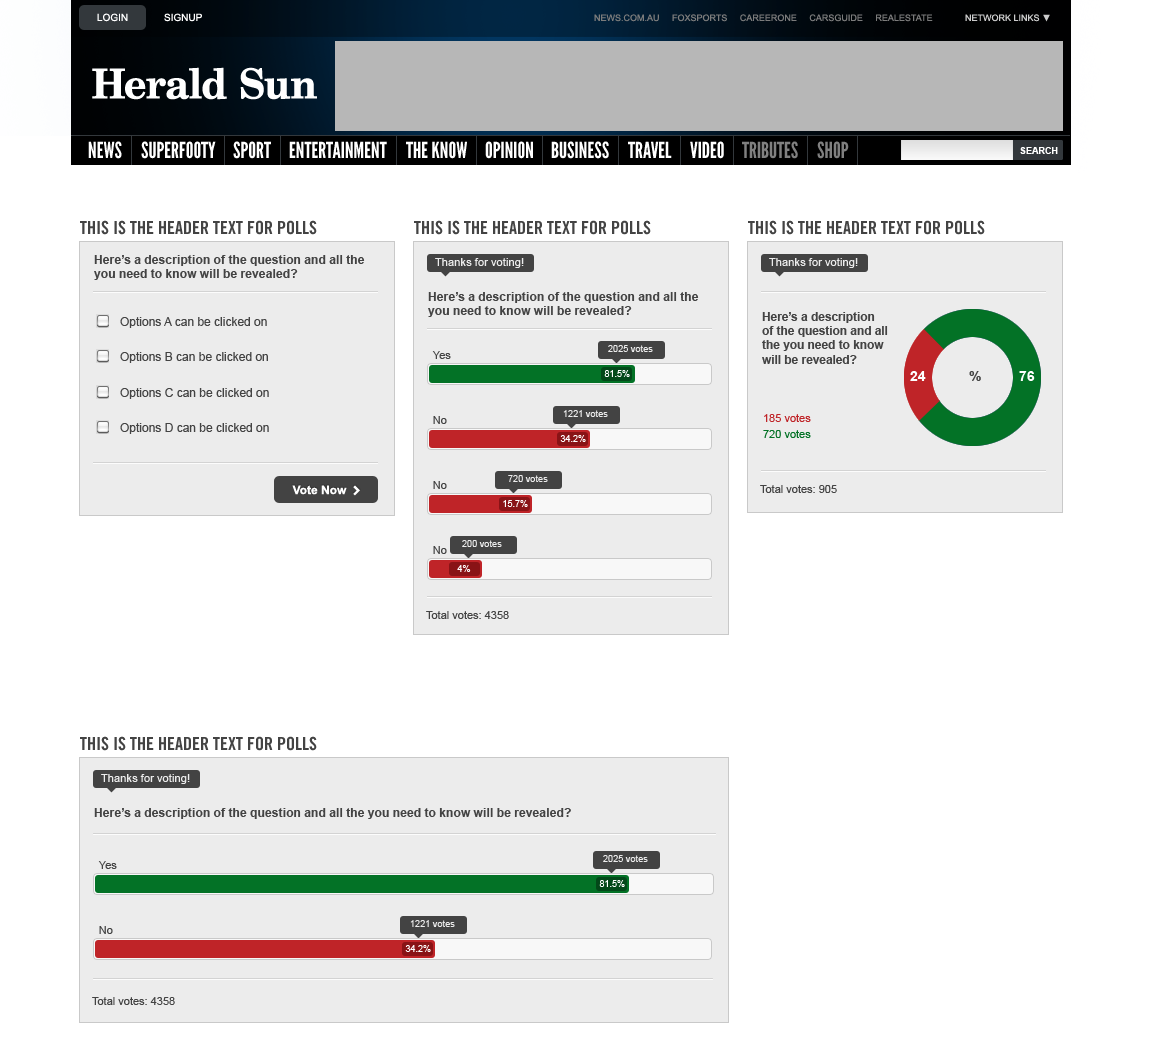 LOGIN SIGNUP NEWS.COM.AU FOXSPORTS CAREERONE CARSGUIDE REALESTATE NETWORK LINKS ▼
Herald Sun
NEWS SUPERFOOTY SPORT ENTERTAINMENT THE KNOW OPINION BUSINESS TRAVEL VIDEO TRIBUTES SHOP SEARCH
THIS IS THE HEADER TEXT FOR POLLS
Here's a description of the question and all the
you need to know will be revealed?
Options A can be clicked on
Options B can be clicked on
Options C can be clicked on
Options D can be clicked on
Vote Now
THIS IS THE HEADER TEXT FOR POLLS
Thanks for voting!
Here's a description of the question and all the
you need to know will be revealed?
Yes
2025 votes
81.5%
No
1221 votes
34.2%
No
720 votes
15.7%
No
200 votes
4%
Total votes: 4358
THIS IS THE HEADER TEXT FOR POLLS
Thanks for voting!
Here's a description
of the question and all
the you need to know
will be revealed?
24 % 76
185 votes
720 votes
Total votes: 905
THIS IS THE HEADER TEXT FOR POLLS
Thanks for voting!
Here's a description of the question and all the you need to know will be revealed?
Yes
2025 votes
81.5%
No
1221 votes
34.2%
Total votes: 4358